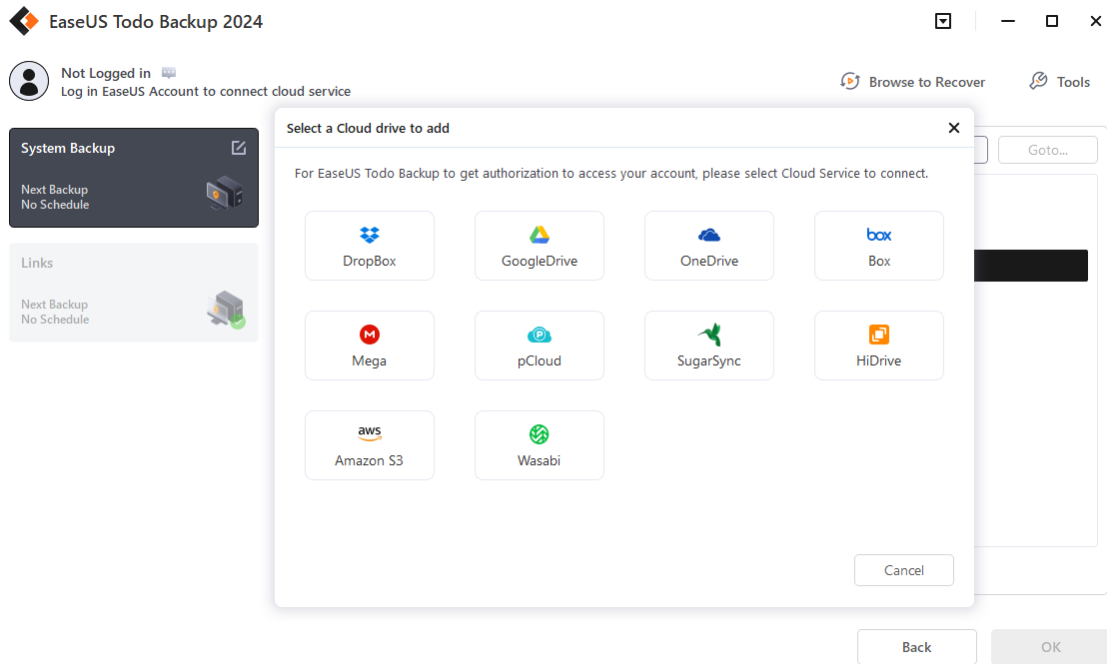 EaseUS Todo Backup 2024
Not Logged in
Log in EaseUS Account to connect cloud service
Browse to Recover
Tools
System Backup
Next Backup
No Schedule
Links
Next Backup
No Schedule
Select a Cloud drive to add
Goto...
For EaseUS Todo Backup to get authorization to access your account, please select Cloud Service to connect.
DropBox
GoogleDrive
OneDrive
box
Box
M
Mega
P
pCloud
SugarSync
HiDrive
aws
Amazon S3
Wasabi
Cancel
Back
OK